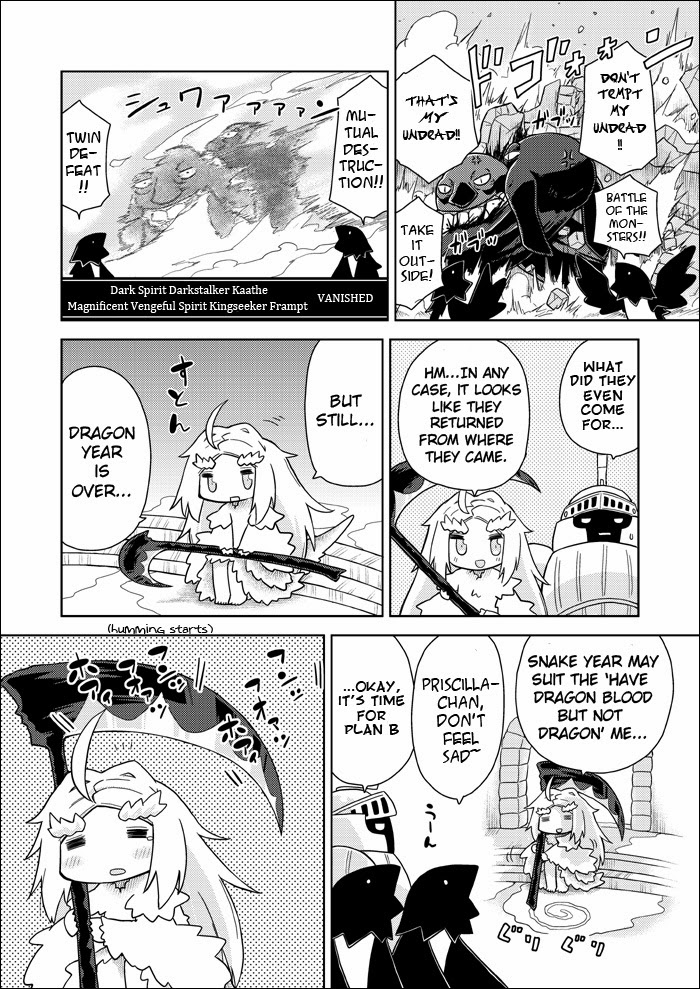 DON'T
TEMPT
MY
UNDEAD
!!
THAT'S
MY
UNDEAD!!
BATTLE OF
THE
MON-
STERS!!
TAKE
IT
OUT-
SIDE!
ドゴォォー
シュワァァァァン
MU-
TUAL
DES-
TRUC-
TION!!
TWIN
DE-
FEAT
!!
Dark Spirit Darkstalker Kaathe
Magnificent Vengeful Spirit Kingseeker Frampt
VANISHED
WHAT
DID THEY
EVEN
COME
FOR...
HM...IN ANY
CASE, IT LOOKS
LIKE THEY
RETURNED
FROM WHERE
THEY CAME.
BUT
STILL...
すとん
DRAGON
YEAR
IS
OVER...
SNAKE YEAR MAY
SUIT THE 'HAVE
DRAGON BLOOD
BUT NOT
DRAGON' ME...
ぐりぐり
PRISCILLA-
CHAN,
DON'T
FEEL
SAD~
うーん
...OKAY,
IT'S TIME
FOR
PLAN B
(humming starts)